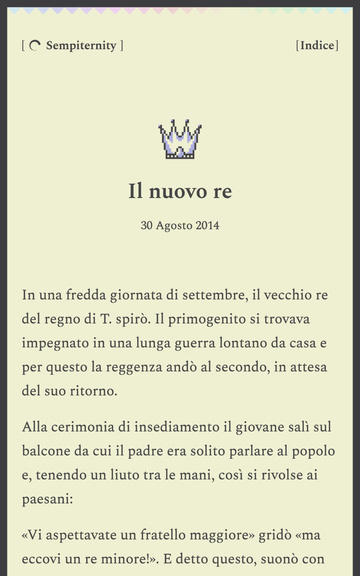 [ Sempiternity ]
[Indice]
Il nuovo re
30 Agosto 2014
In una fredda giornata di settembre, il vecchio re
del regno di T. spirò. Il primogenito si trovava
impegnato in una lunga guerra lontano da casa e
per questo la reggenza andò al secondo, in attesa
del suo ritorno.
Alla cerimonia di insediamento il giovane salì sul
balcone da cui il padre era solito parlare al popolo
e, tenendo un liuto tra le mani, così si rivolse ai
paesani:
«Vi aspettavate un fratello maggiore» gridò «ma
eccovi un re minore!». E detto questo, suonò con